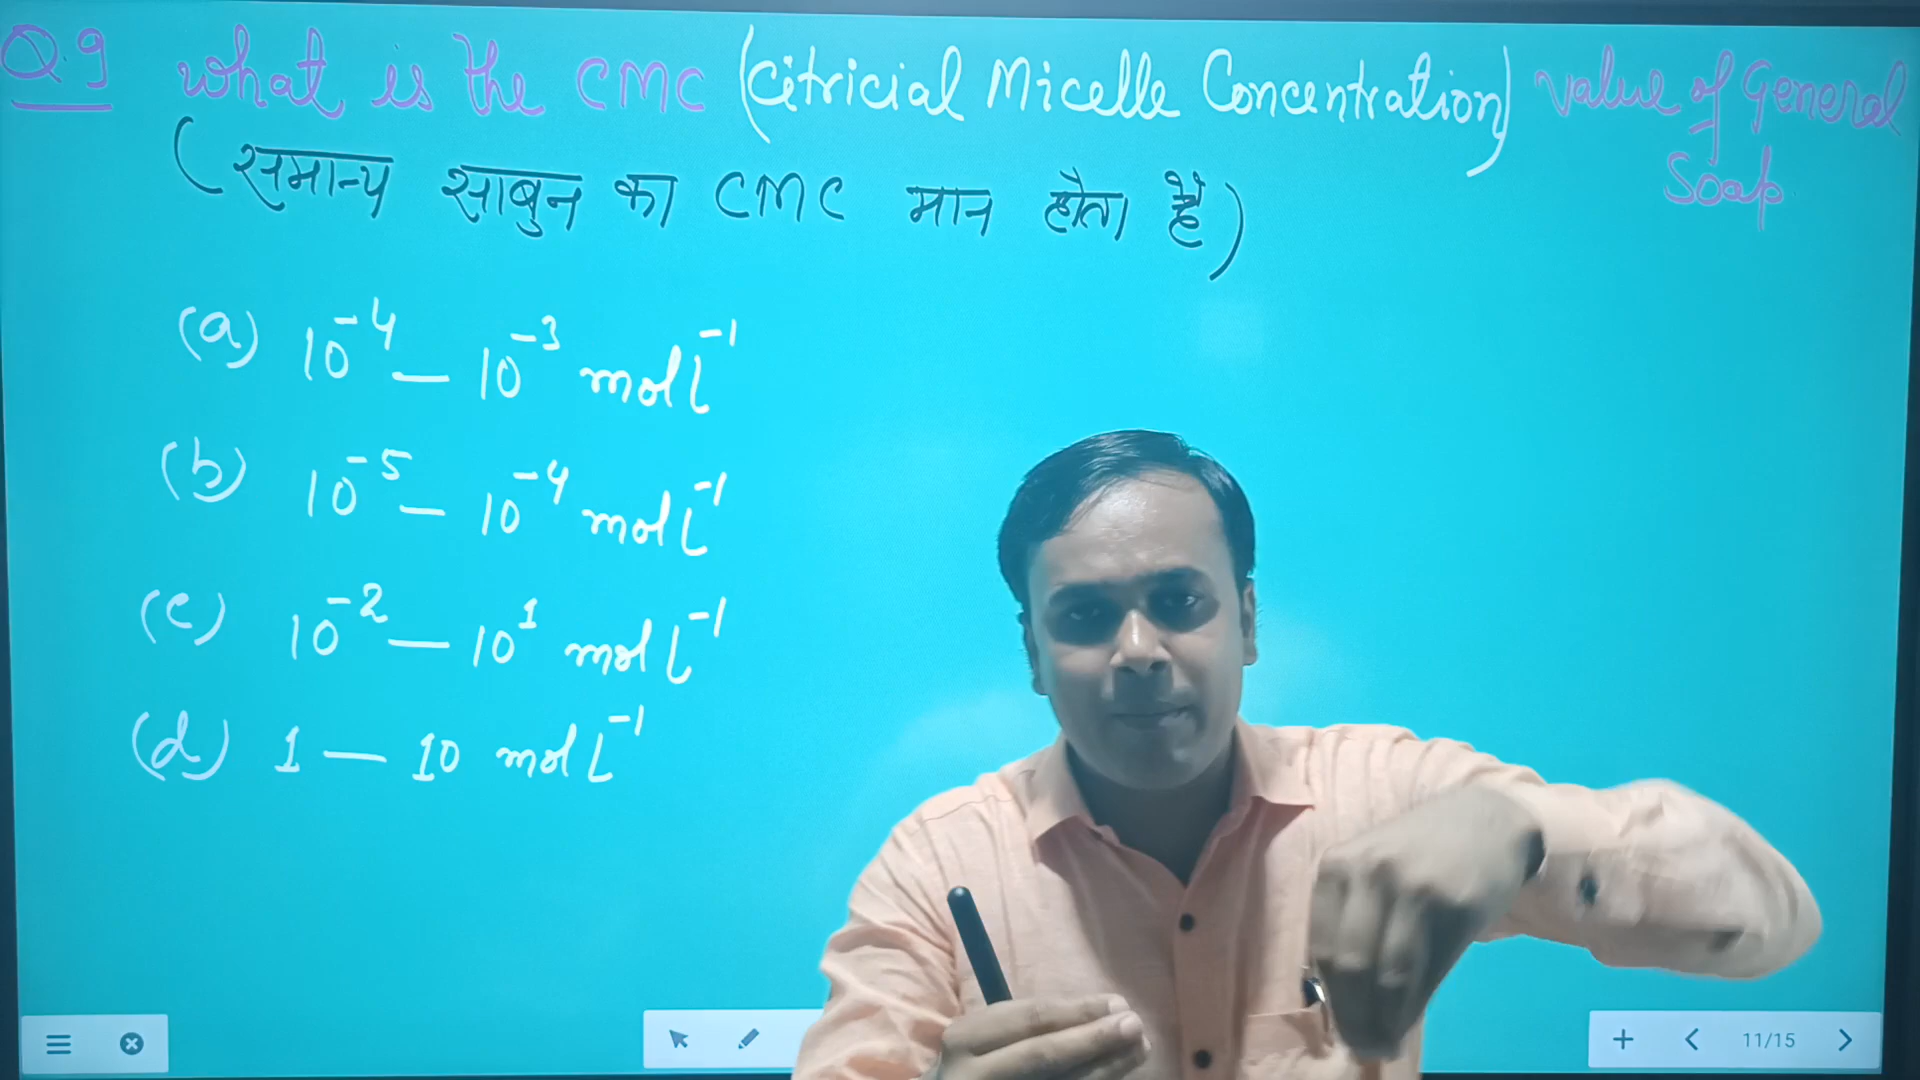 Q.9 What is the CMC (Citricial Micelle Concentration) value of General Soap
(समान्य साबुन का CMC मान होता है)
(a) 10⁻⁴ — 10⁻³ mol L⁻¹
(b) 10⁻⁵ — 10⁻⁴ mol L⁻¹
(c) 10⁻² — 10¹ mol L⁻¹
(d) 1 — 10 mol L⁻¹
11/15